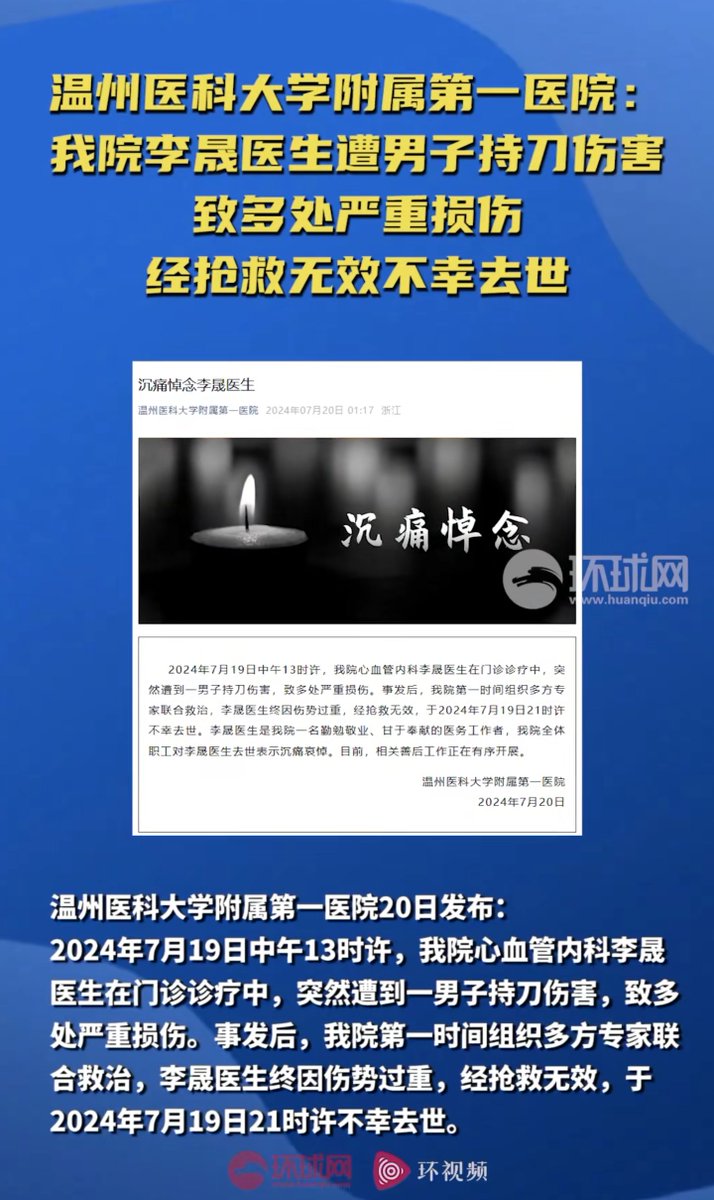 温州医科大学附属第一医院：
我院李晟医生遭男子持刀伤害
致多处严重损伤
经抢救无效不幸去世
沉痛悼念李晟医生
温州医科大学附属第一医院 2024年07月20日 01:17 浙江
沉痛悼念
环球网
www.huanqiu.com
2024年7月19日中午13时许，我院心血管内科李晟医生在门诊诊疗中，突
然遭到一男子持刀伤害，致多处严重损伤。事发后，我院第一时间组织多方专
家联合救治，李晟医生终因伤势过重，经抢救无效，于2024年7月19日21时许
不幸去世。李晟医生是我院一名勤勉敬业、甘于奉献的医务工作者，我院全体
职工对李晟医生去世表示沉痛哀悼。目前，相关善后工作正在有序开展。
温州医科大学附属第一医院
2024年7月20日
温州医科大学附属第一医院20日发布：
2024年7月19日中午13时许，我院心血管内科李晟
医生在门诊诊疗中，突然遭到一男子持刀伤害，致多
处严重损伤。事发后，我院第一时间组织多方专家联
合救治，李晟医生终因伤势过重，经抢救无效，于
2024年7月19日21时许不幸去世。
环球网 环视频